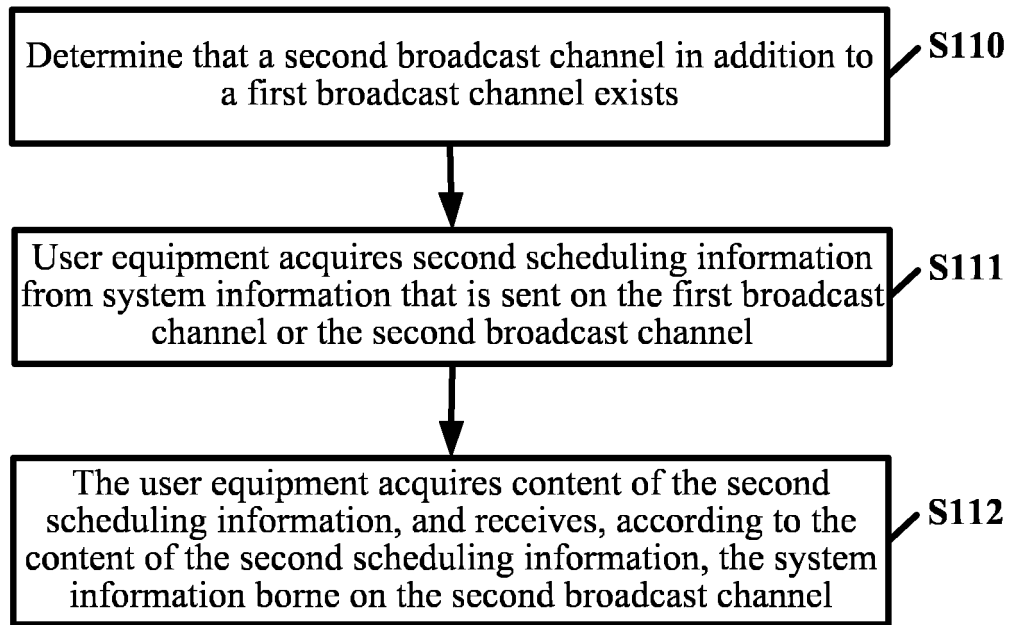 Determine that a second broadcast channel in addition to
a first broadcast channel exists
S110
User equipment acquires second scheduling information
from system information that is sent on the first broadcast
channel or the second broadcast channel
S111
The user equipment acquires content of the second
scheduling information, and receives, according to the
content of the second scheduling information, the system
information borne on the second broadcast channel
S112